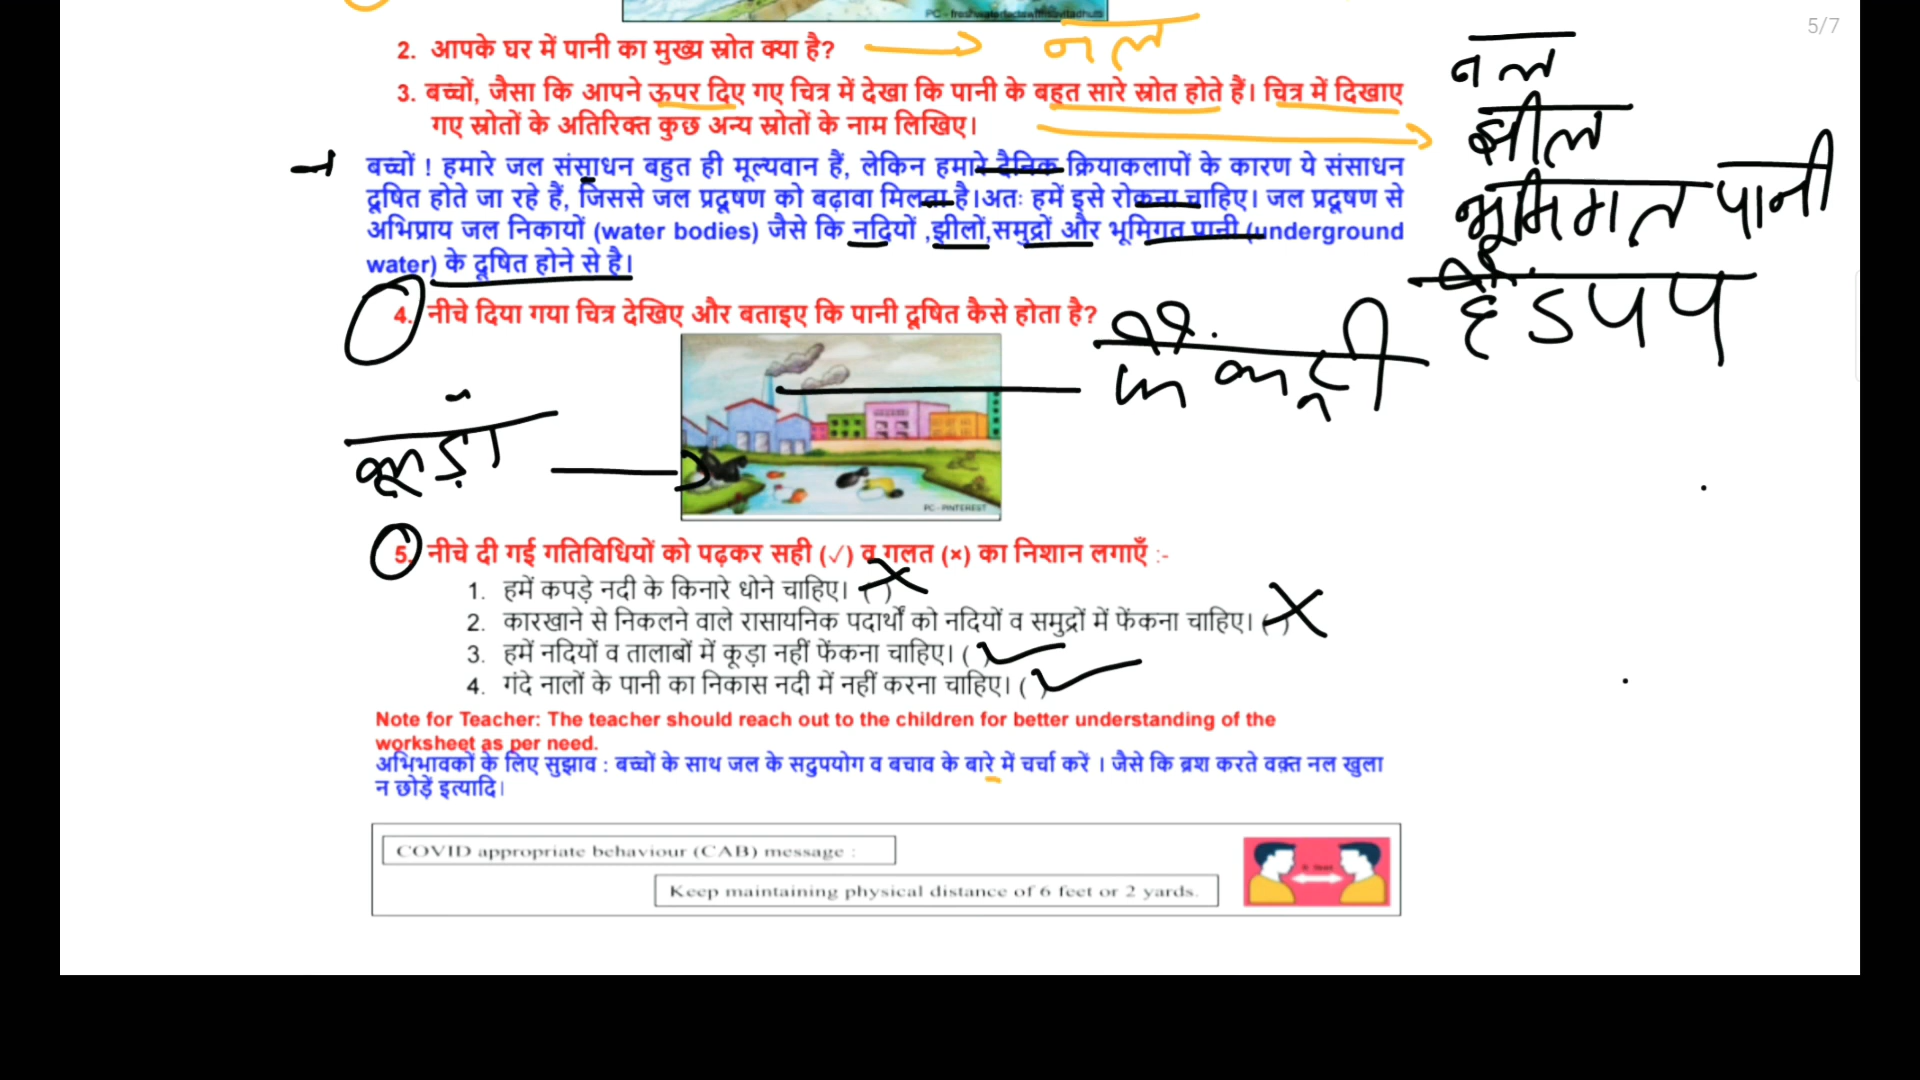 PC - freshwaterfactswithsavitadhuts
5/7
2. आपके घर में पानी का मुख्य स्रोत क्या है?
नल
3. बच्चों, जैसा कि आपने ऊपर दिए गए चित्र में देखा कि पानी के बहत सारे स्रोत होते हैं। चित्र में दिखाए
गए स्रोतों के अतिरिक्त कुछ अन्य स्रोतों के नाम लिखिए।
नल
झील
भूमिगत पानी
हैंडपप
बच्चों ! हमारे जल संसाधन बहुत ही मूल्यवान हैं, लेकिन हमारे दैनिक क्रियाकलापों के कारण ये संसाधन
दूषित होते जा रहे हैं, जिससे जल प्रदूषण को बढ़ावा मिलता है।अतः हमें इसे रोकना चाहिए। जल प्रदूषण से
अभिप्राय जल निकायों (water bodies) जैसे कि नदियों ,झीलों,समुद्रों और भूमिगत पानी (underground
water) के दूषित होने से है।
4. नीचे दिया गया चित्र देखिए और बताइए कि पानी दूषित कैसे होता है?
फैक्ट्री
कूड़ा
PC - PINTEREST
5. नीचे दी गई गतिविधियों को पढ़कर सही (✓) व गलत (×) का निशान लगाएँ :-
1. हमें कपड़े नदी के किनारे धोने चाहिए। ( )
2. कारखाने से निकलने वाले रासायनिक पदार्थों को नदियों व समुद्रों में फेंकना चाहिए। ( )
3. हमें नदियों व तालाबों में कूड़ा नहीं फेंकना चाहिए। ( )
4. गंदे नालों के पानी का निकास नदी में नहीं करना चाहिए। ( )
Note for Teacher: The teacher should reach out to the children for better understanding of the
worksheet as per need.
अभिभावकों के लिए सुझाव : बच्चों के साथ जल के सदुपयोग व बचाव के बारे में चर्चा करें । जैसे कि ब्रश करते वक़्त नल खुला
न छोड़ें इत्यादि।
COVID appropriate behaviour (CAB) message :
Keep maintaining physical distance of 6 feet or 2 yards.